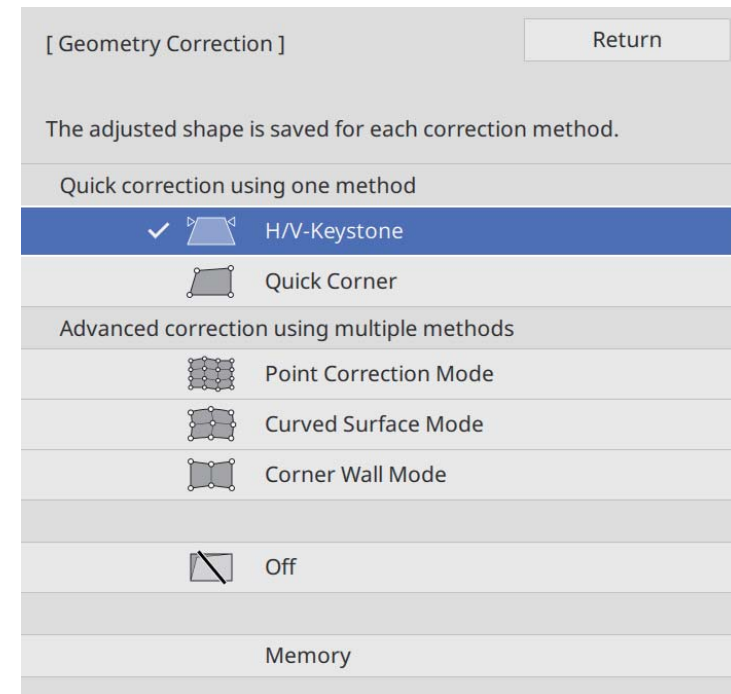 [ Geometry Correction ]
Return
The adjusted shape is saved for each correction method.
Quick correction using one method
H/V-Keystone
Quick Corner
Advanced correction using multiple methods
Point Correction Mode
Curved Surface Mode
Corner Wall Mode
Off
Memory